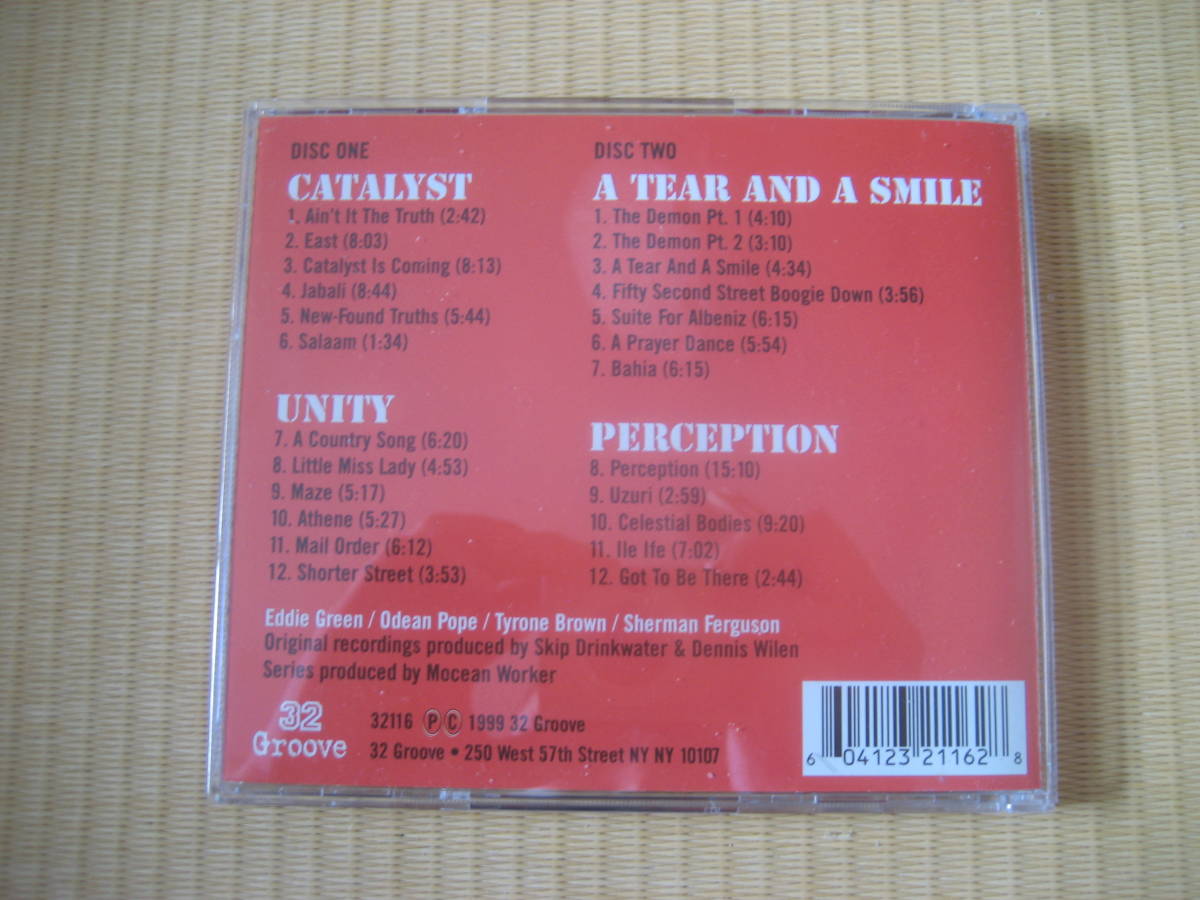 DISC ONE
CATALYST
1. Ain't It The Truth (2:42)
2. East (8:03)
3. Catalyst Is Coming (8:13)
4. Jabali (8:44)
5. New-Found Truths (5:44)
6. Salaam (1:34)
UNITY
7. A Country Song (6:20)
8. Little Miss Lady (4:53)
9. Maze (5:17)
10. Athene (5:27)
11. Mail Order (6:12)
12. Shorter Street (3:53)
DISC TWO
A TEAR AND A SMILE
1. The Demon Pt. 1 (4:10)
2. The Demon Pt. 2 (3:10)
3. A Tear And A Smile (4:34)
4. Fifty Second Street Boogie Down (3:56)
5. Suite For Albeniz (6:15)
6. A Prayer Dance (5:54)
7. Bahia (6:15)
PERCEPTION
8. Perception (15:10)
9. Uzuri (2:59)
10. Celestial Bodies (9:20)
11. Ile Ife (7:02)
12. Got To Be There (2:44)
Eddie Green / Odean Pope / Tyrone Brown / Sherman Ferguson
Original recordings produced by Skip Drinkwater & Dennis Wilen
Series produced by Mocean Worker
32
Groove
32116 ℗ © 1999 32 Groove
32 Groove • 250 West 57th Street NY NY 10107
6 04123 21162 8